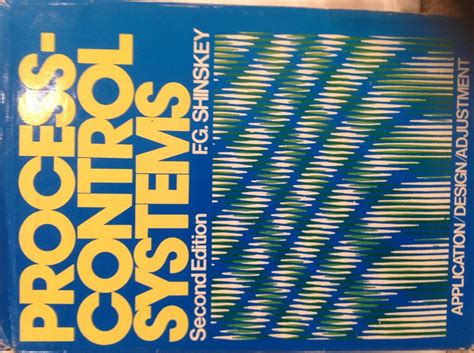 PROCESS-
CONTROL
SYSTEMS
Second Edition
F.G. SHINSKEY
APPLICATION/DESIGN/ADJUSTMENT